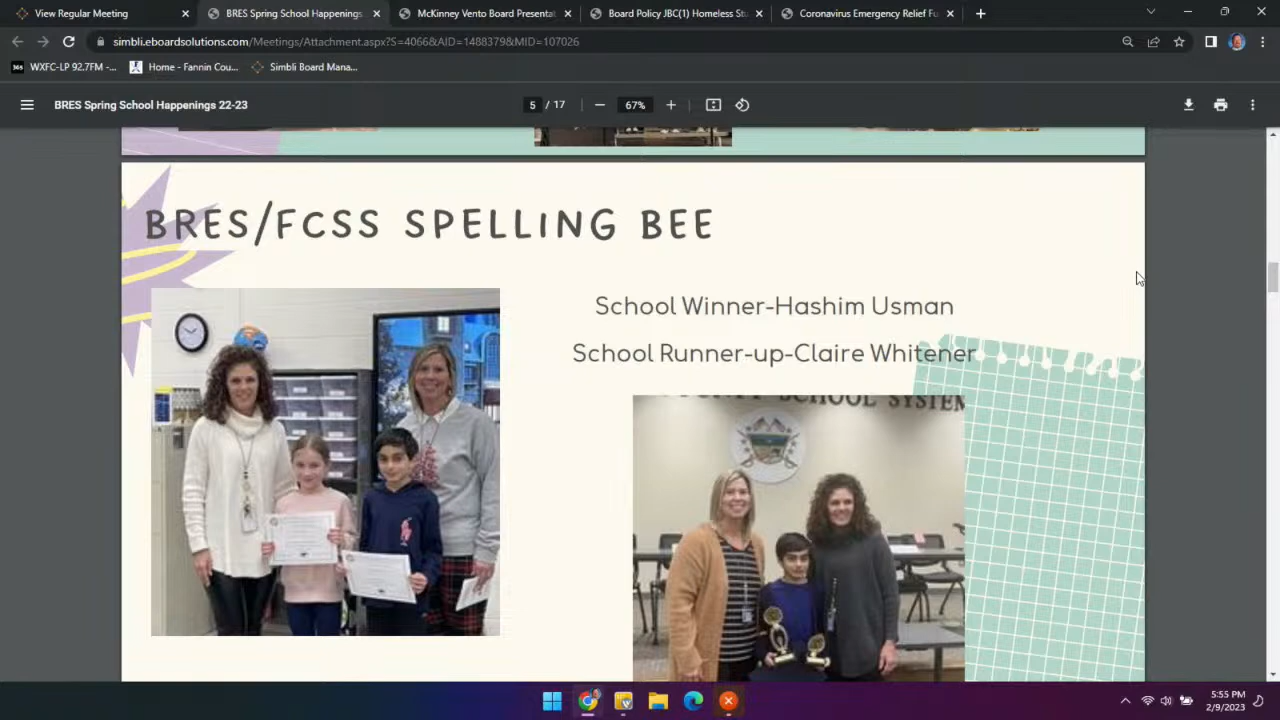 View Regular Meeting
BRES Spring School Happenings
McKinney Vento Board Presenta
Board Policy JBC(1) Homeless Stu
Coronavirus Emergency Relief Fu
simbli.eboardsolutions.com/Meetings/Attachment.aspx?S=4066&AID=1488379&MID=107026
365
WXFC-LP 92.7FM -...
Home - Fannin Cou...
Simbli Board Mana...
BRES Spring School Happenings 22-23
5 / 17
67%
BRES/FCSS SPELLING BEE
School Winner-Hashim Usman
School Runner-up-Claire Whitener
COUNTY SCHOOL SYSTEM
5:55 PM
2/9/2023